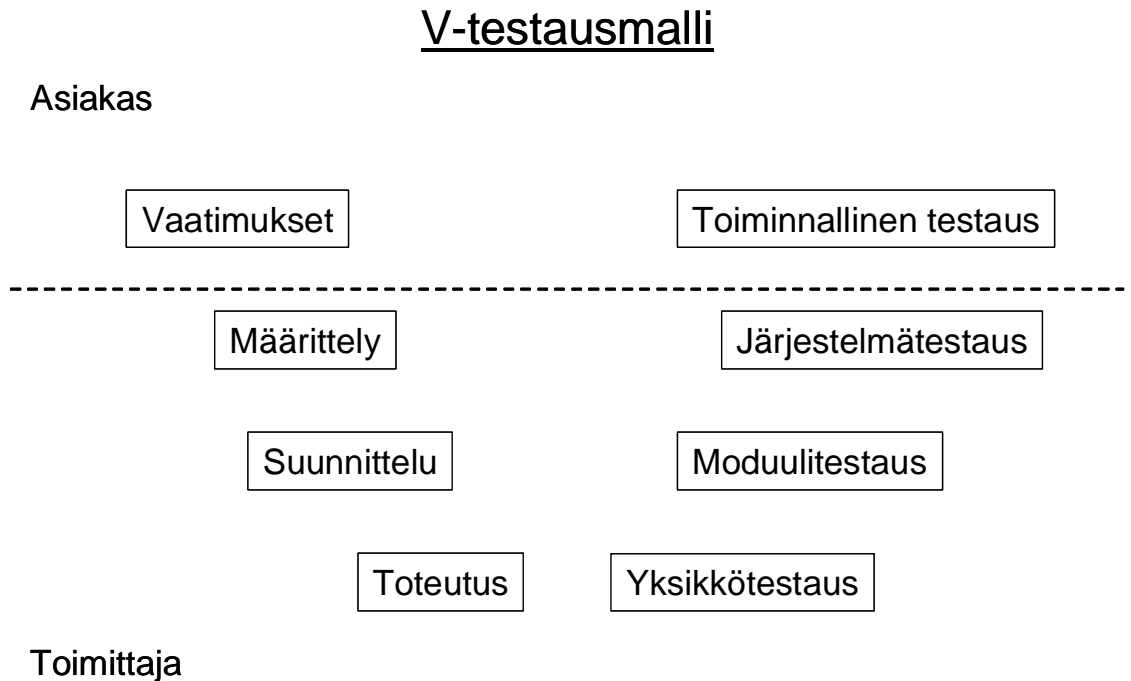 V-testausmalli
Asiakas
Vaatimukset
Toiminnallinen testaus
Määrittely
Järjestelmätestaus
Suunnittelu
Moduulitestaus
Toteutus
Yksikkötestaus
Toimittaja